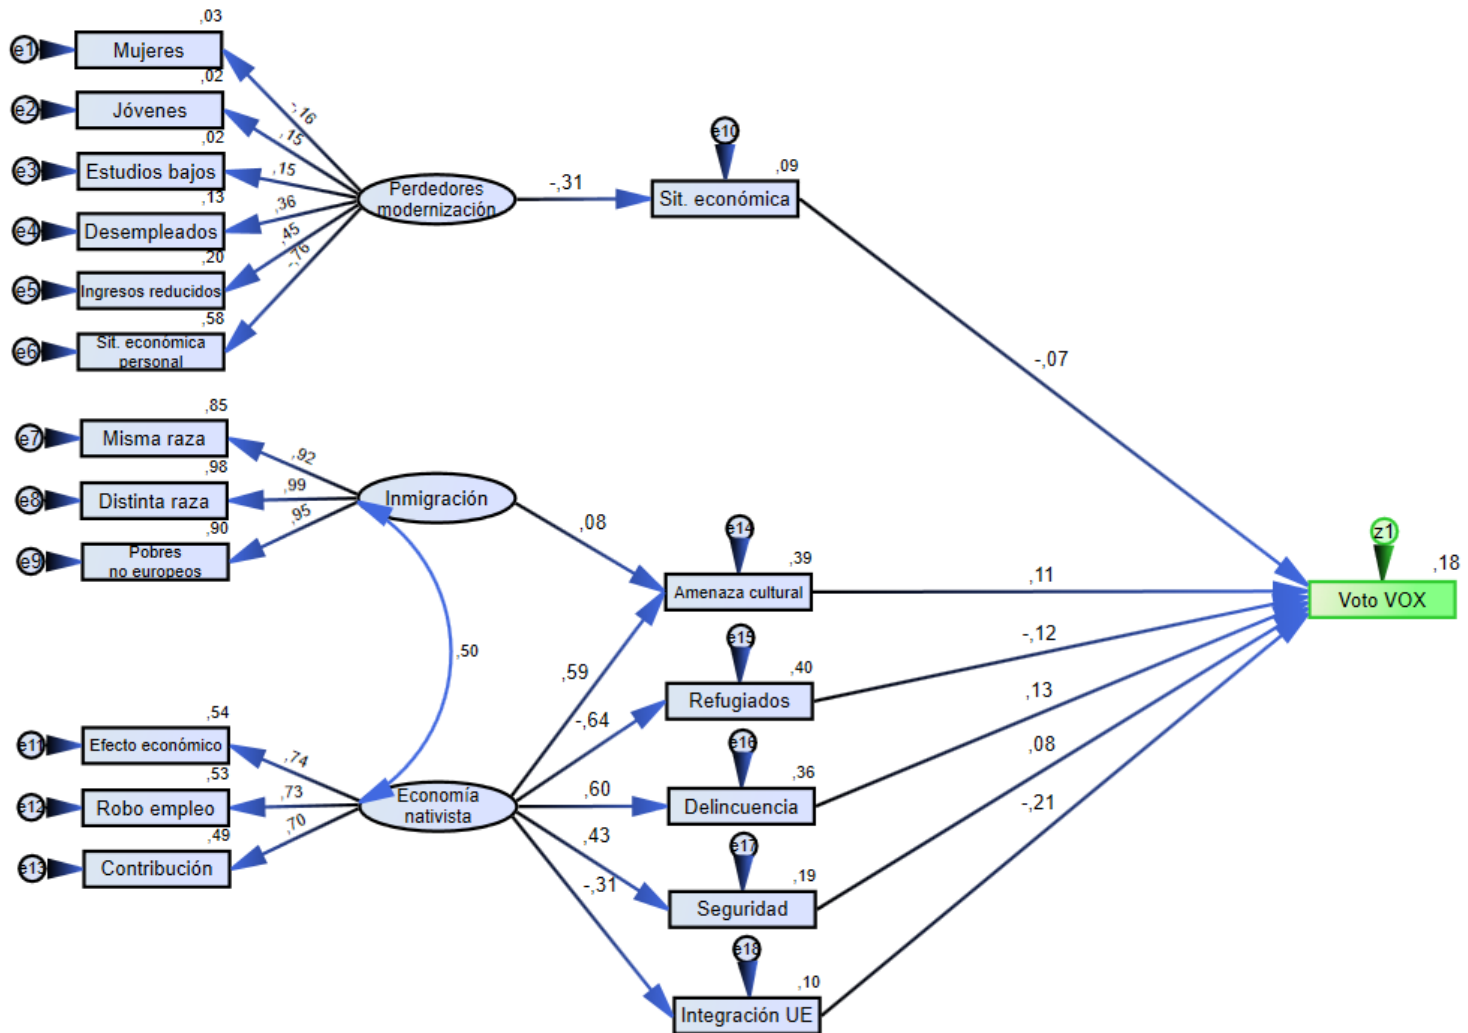 ,03
e1
Mujeres
-,16
,02
e2
Jóvenes
,15
,02
e3
Estudios bajos
,15
,13
e4
Desempleados
,36
,20
e5
Ingresos reducidos
,45
,58
e6
Sit. económica
personal
-,76
Perdedores
modernización
-,31
e10
,09
Sit. económica
-,07
,85
e7
Misma raza
,92
,98
e8
Distinta raza
,99
,90
e9
Pobres
no europeos
,95
Inmigración
,08
,50
,54
e11
Efecto económico
,74
,53
e12
Robo empleo
,73
,49
e13
Contribución
,70
Economía
nativista
,59
-,64
,60
,43
-,31
e14
,39
Amenaza cultural
,11
e15
,40
Refugiados
-,12
e16
,36
Delincuencia
,13
e17
,19
Seguridad
,08
e18
,10
Integración UE
-,21
z1
,18
Voto VOX